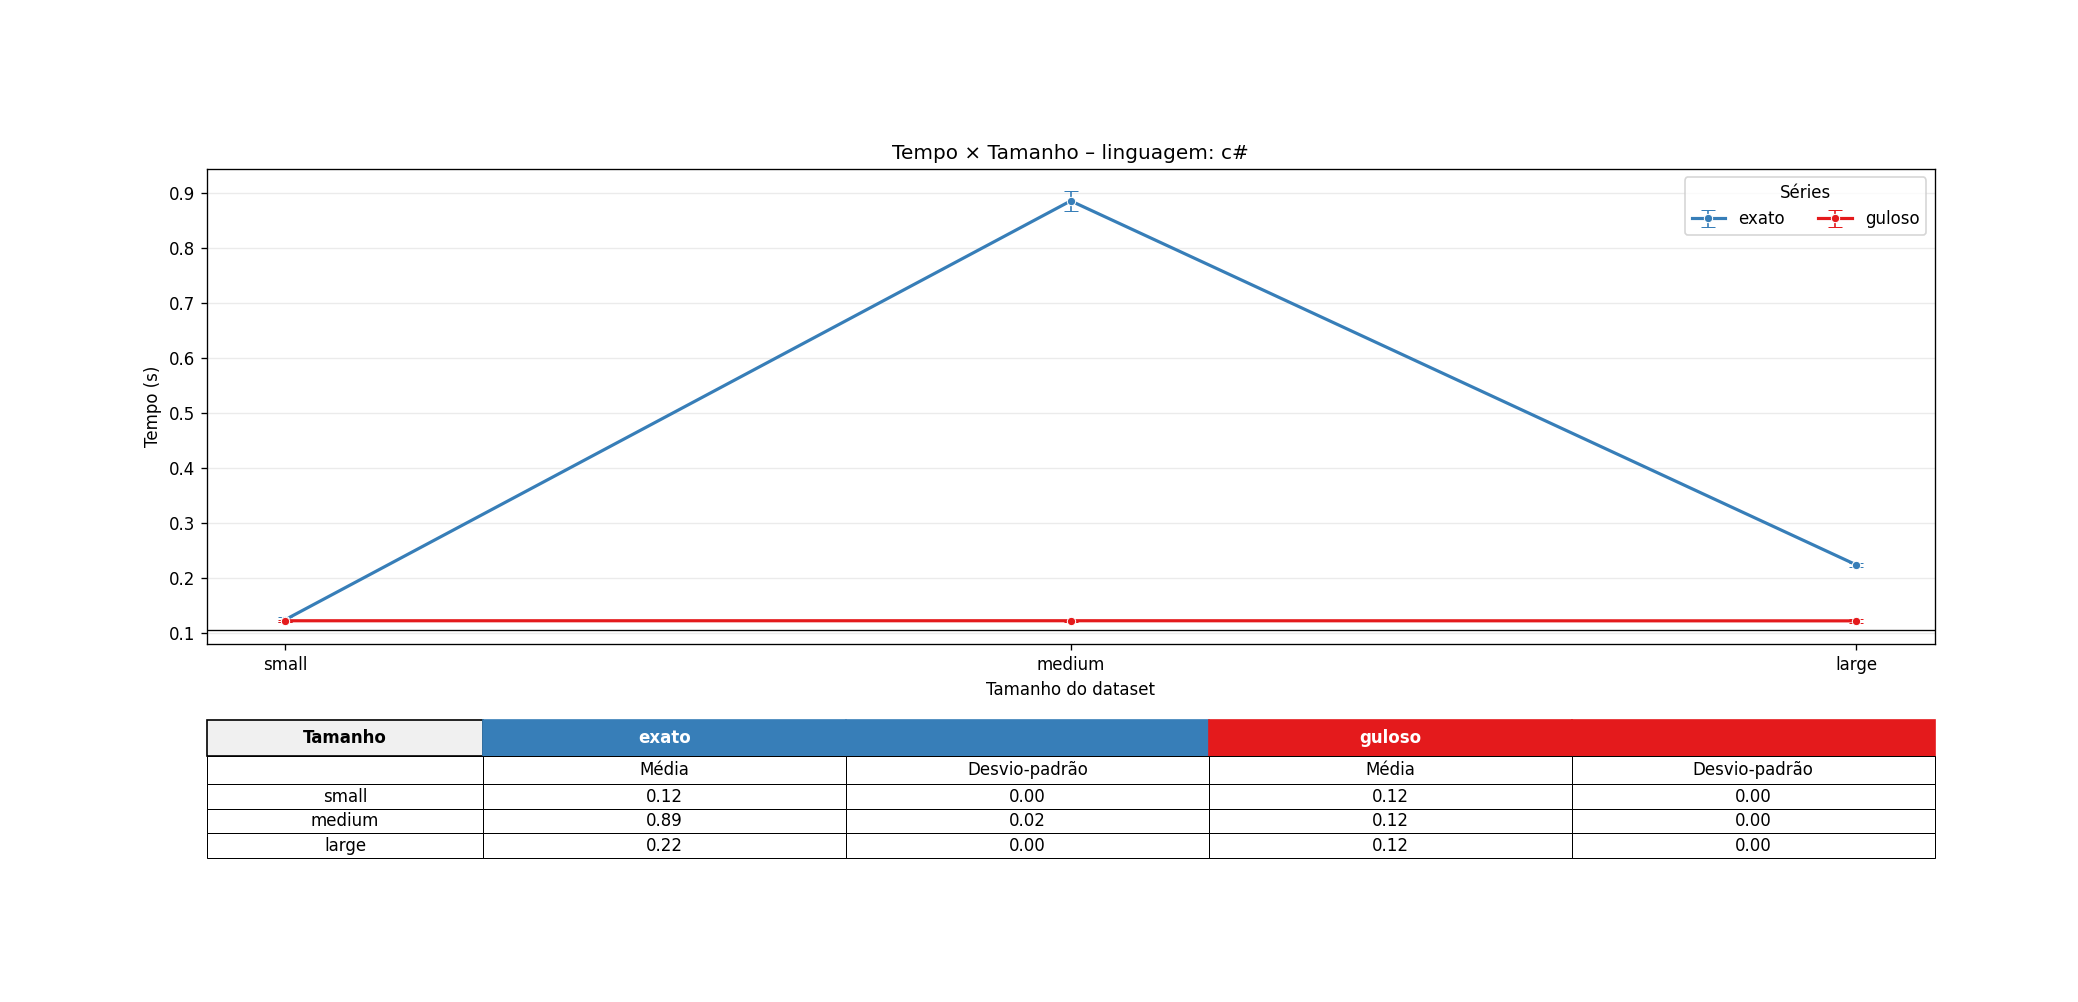 Tempo × Tamanho – linguagem: c#
Séries
exato guloso
0.9
0.8
0.7
0.6
0.5
0.4
0.3
0.2
0.1
Tempo (s)
small medium large
Tamanho do dataset
Tamanho exato guloso
Média Desvio-padrão Média Desvio-padrão
small 0.12 0.00 0.12 0.00
medium 0.89 0.02 0.12 0.00
large 0.22 0.00 0.12 0.00